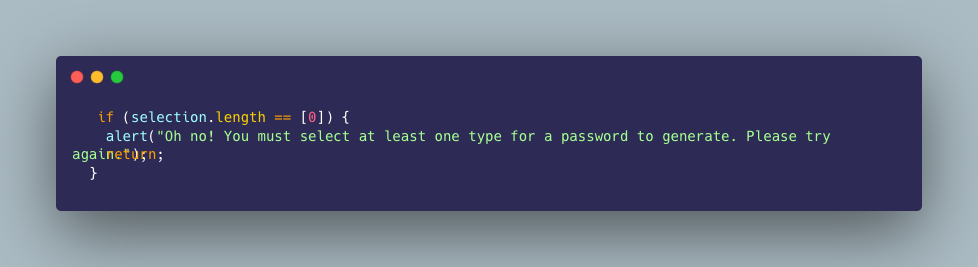 if (selection.length == [0]) {
alert("Oh no! You must select at least one type for a password to generate. Please try
again.");
return;
}